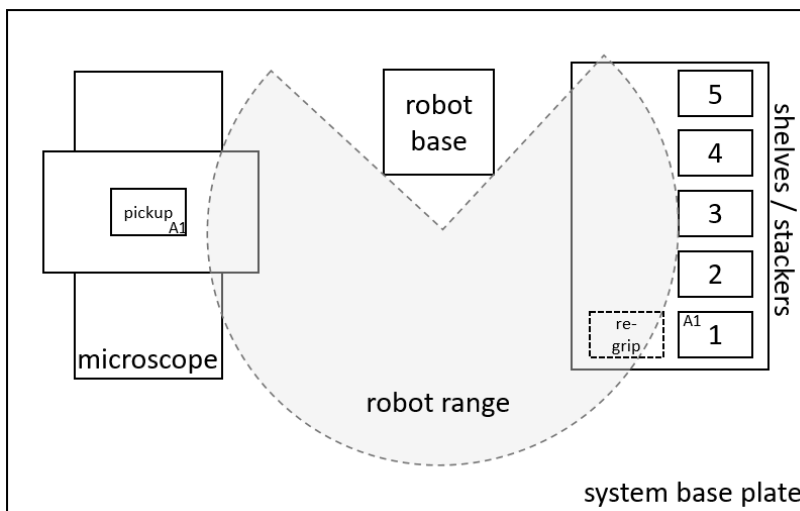 robot
base
pickup
A1
microscope
robot range
5
4
3
2
A1
1
re-
grip
shelves / stackers
system base plate